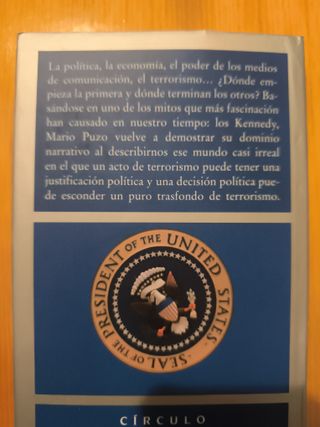 La política, la economía, el poder de los medios
de comunicación, el terrorismo... ¿Dónde em-
pieza la primera y dónde terminan los otros? Ba-
sándose en uno de los mitos que más fascinación
han causado en nuestro tiempo: los Kennedy,
Mario Puzo vuelve a demostrar su dominio
narrativo al describirnos ese mundo casi irreal
en el que un acto de terrorismo puede tener una
justificación política y una decisión política pue-
de esconder un puro trasfondo de terrorismo.
SEAL OF THE PRESIDENT OF THE UNITED STATES
CÍRCULO